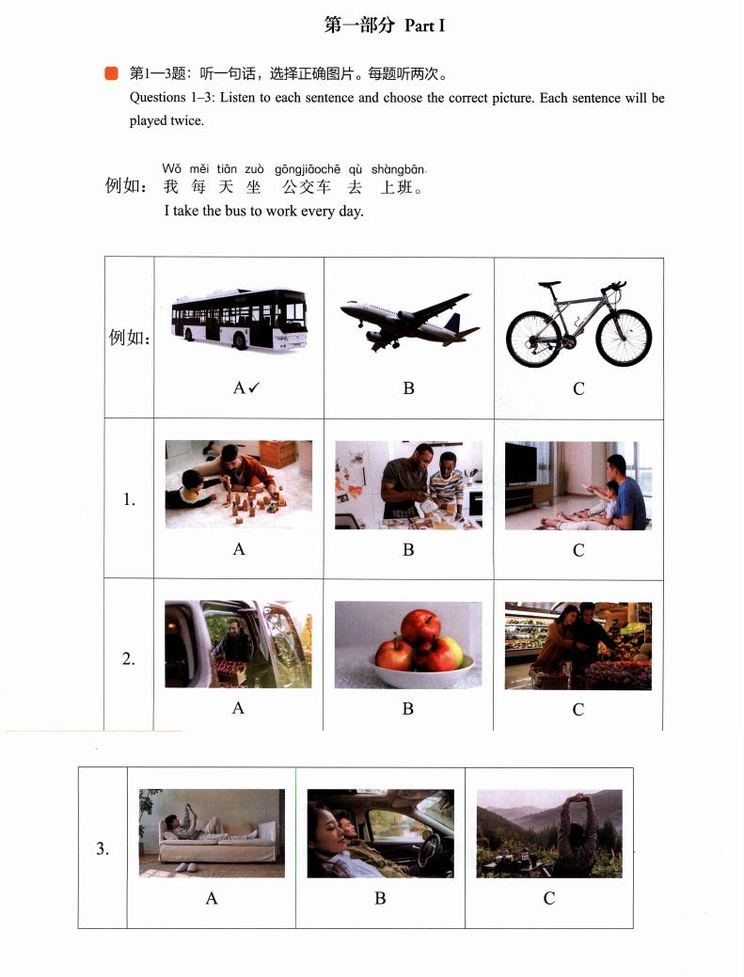 第一部分 Part I
第1—3题：听一句话，选择正确图片。每题听两次。
Questions 1–3: Listen to each sentence and choose the correct picture. Each sentence will be
played twice.
Wǒ měi tiān zuò gōngjiāochē qù shàngbān.
例如： 我 每 天 坐 公交车 去 上班。
I take the bus to work every day.
例如：
A✓ B C
1.
A B C
2.
A B C
3.
A B C